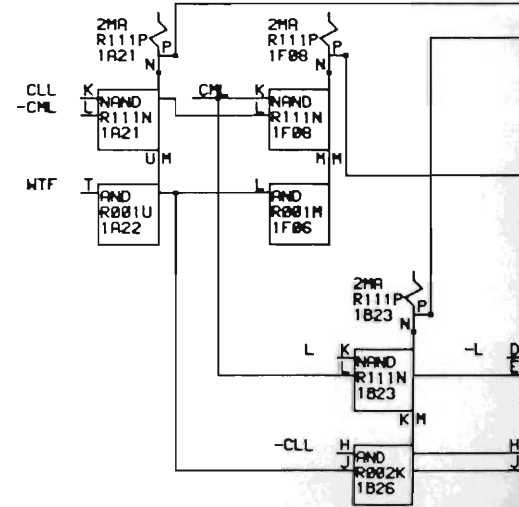 2MA
R111P P
1A21
N
2MA
R111P P
1F08
N
CLL K NAND
-CML L R111N
1A21
CML K NAND
L R111N
1F08
U M
M M
WTF T AND
R001U
1A22
L AND
R001M
1F06
2MA
R111P P
1B23
N
L K NAND
L R111N
1B23
-L D
E
K M
-CLL H AND
J R002K
1B26
H
J